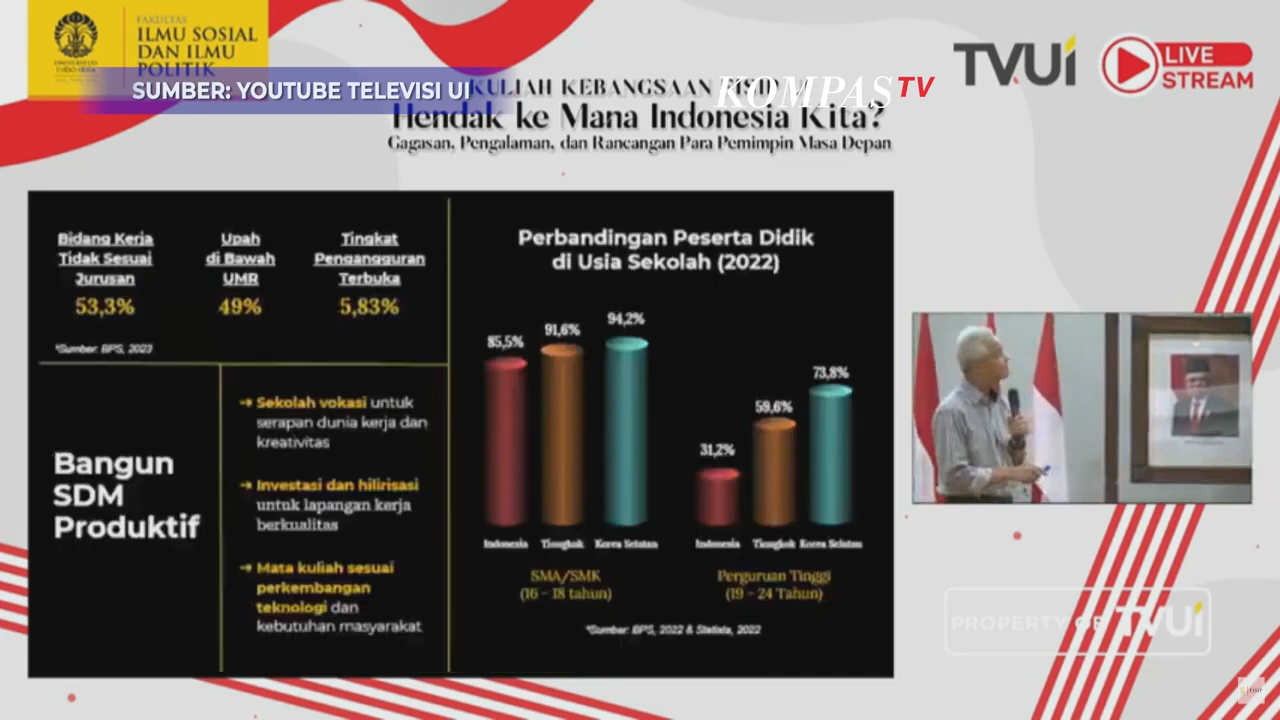 FAKULTAS
ILMU SOSIAL
DAN ILMU
POLITIK
SUMBER: YOUTUBE TELEVISI UI
KULIAH KEBANGSAAN
KOMPAS TV
Hendak ke Mana Indonesia Kita?
Gagasan, Pengalaman, dan Rancangan Para Pemimpin Masa Depan
TVUI
LIVE
STREAM
Bidang Kerja
Tidak Sesuai
Jurusan
53,3%
Upah
di Bawah
UMR
49%
Tingkat
Pengangguran
Terbuka
5,83%
*Sumber: BPS, 2023
Bangun
SDM
Produktif
→ Sekolah vokasi untuk
serapan dunia kerja dan
kreativitas
→ Investasi dan hilirisasi
untuk lapangan kerja
berkualitas
→ Mata kuliah sesuai
perkembangan
teknologi dan
kebutuhan masyarakat
Perbandingan Peserta Didik
di Usia Sekolah (2022)
85,5%
91,6%
94,2%
31,2%
59,6%
73,8%
Indonesia Tiongkok Korea Selatan
Indonesia Tiongkok Korea Selatan
SMA/SMK
(16 - 18 tahun)
Perguruan Tinggi
(19 - 24 Tahun)
*Sumber: BPS, 2022 & Statista, 2022
PROPERTY OF TVUI